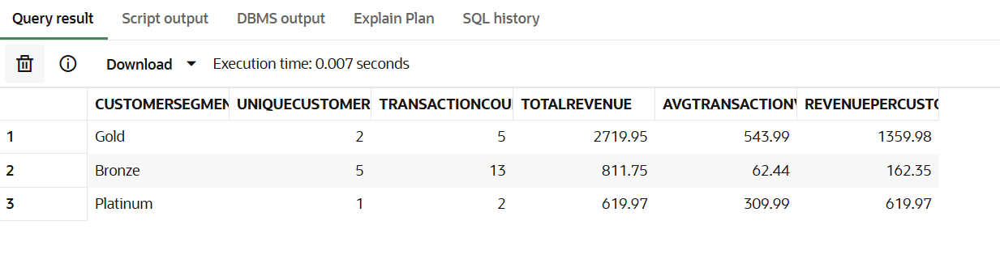 Query result Script output DBMS output Explain Plan SQL history
Download Execution time: 0.007 seconds
CUSTOMERSEGMEN UNIQUECUSTOMER TRANSACTIONCOU TOTALREVENUE AVGTRANSACTIONV REVENUEPERCUSTO
1 Gold 2 5 2719.95 543.99 1359.98
2 Bronze 5 13 811.75 62.44 162.35
3 Platinum 1 2 619.97 309.99 619.97